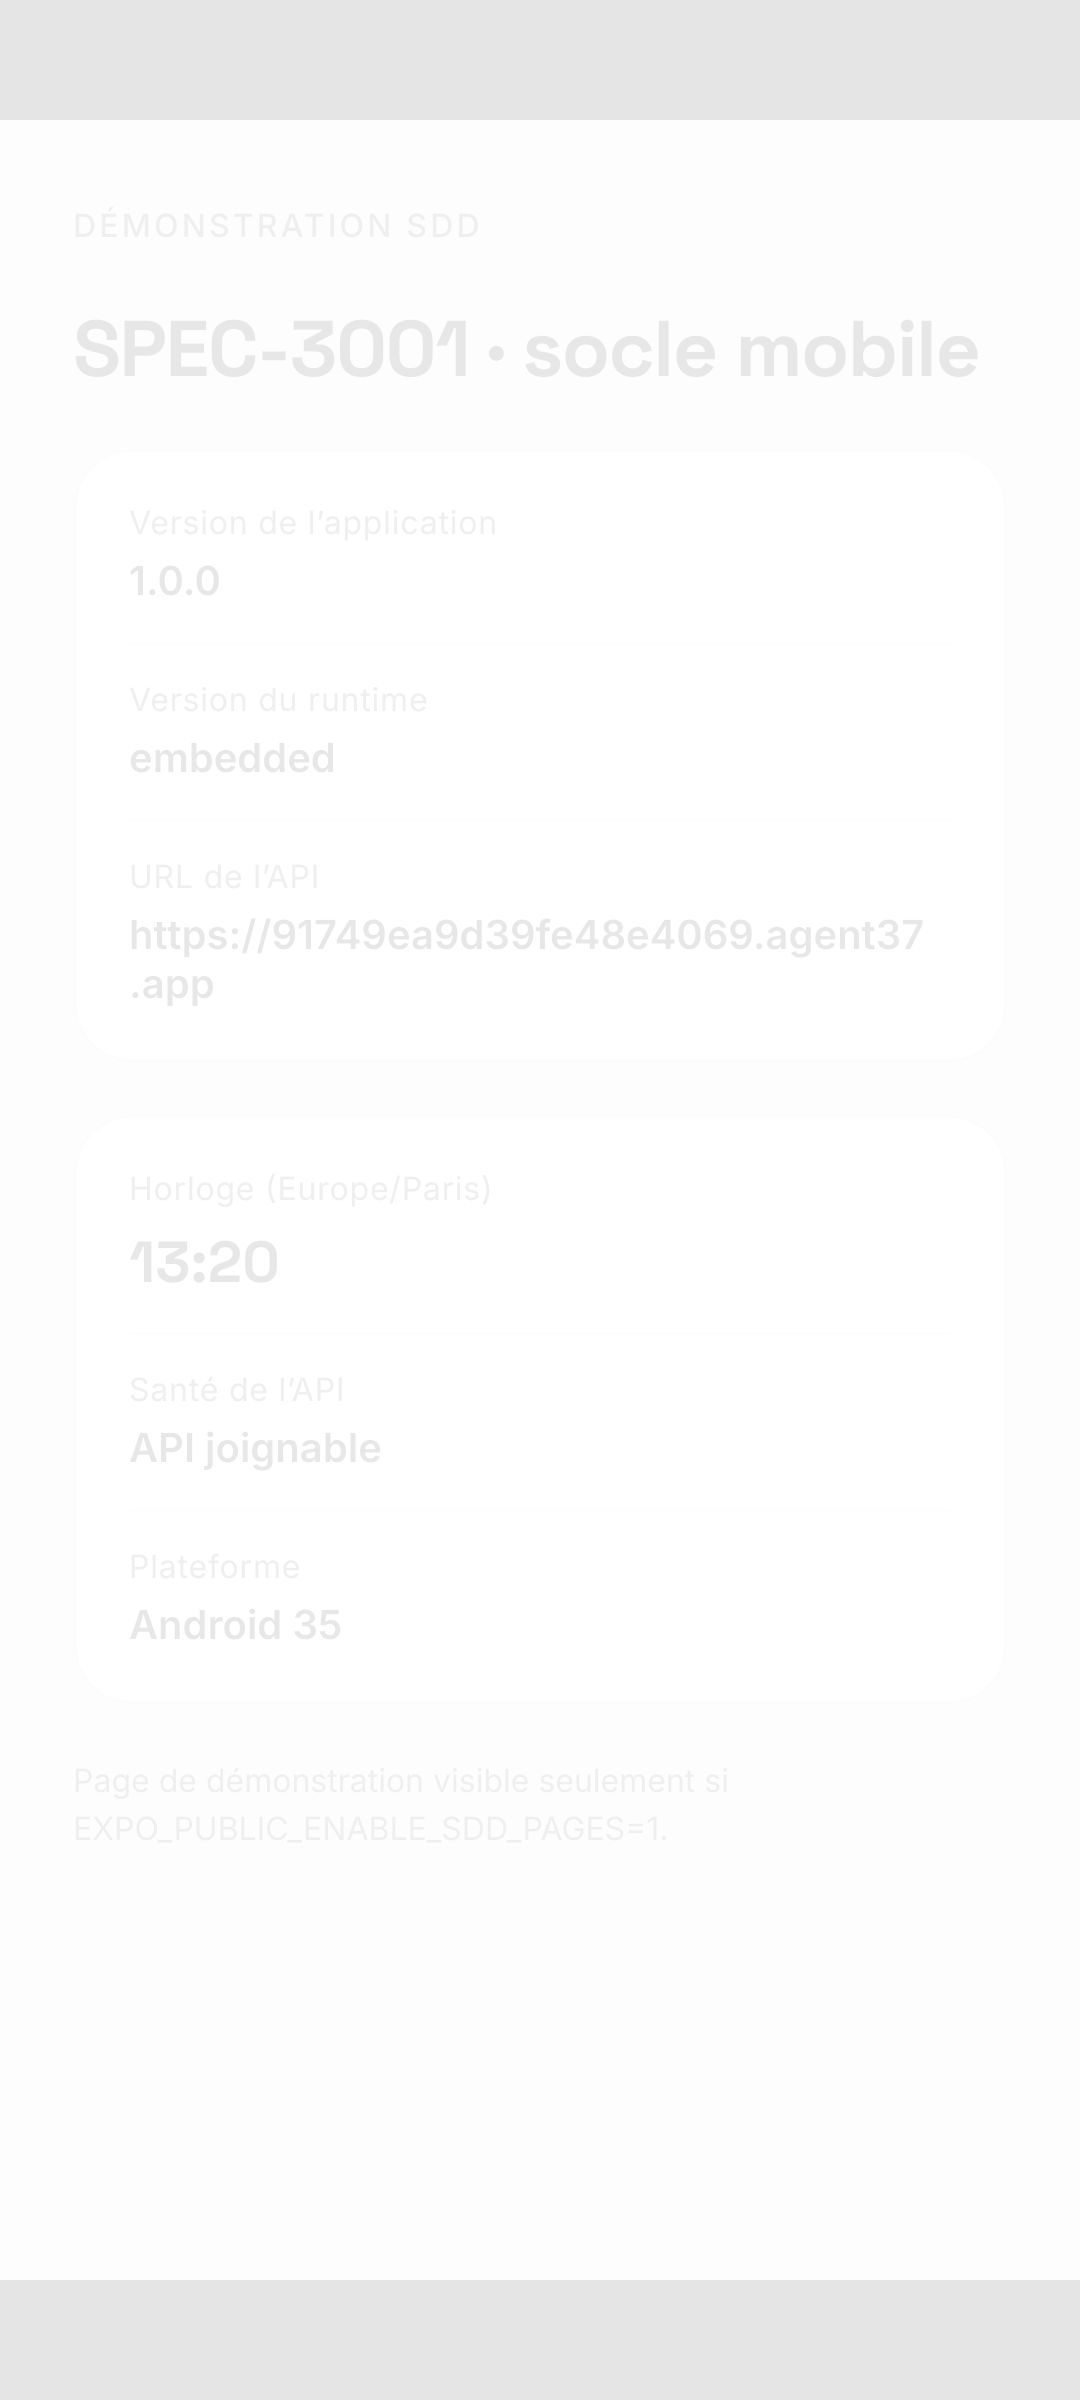 DÉMONSTRATION SDD
SPEC-3001 · socle mobile
Version de l’application
1.0.0
Version du runtime
embedded
URL de l’API
https://91749ea9d39fe48e4069.agent37
.app
Horloge (Europe/Paris)
13:20
Santé de l’API
API joignable
Plateforme
Android 35
Page de démonstration visible seulement si
EXPO_PUBLIC_ENABLE_SDD_PAGES=1.